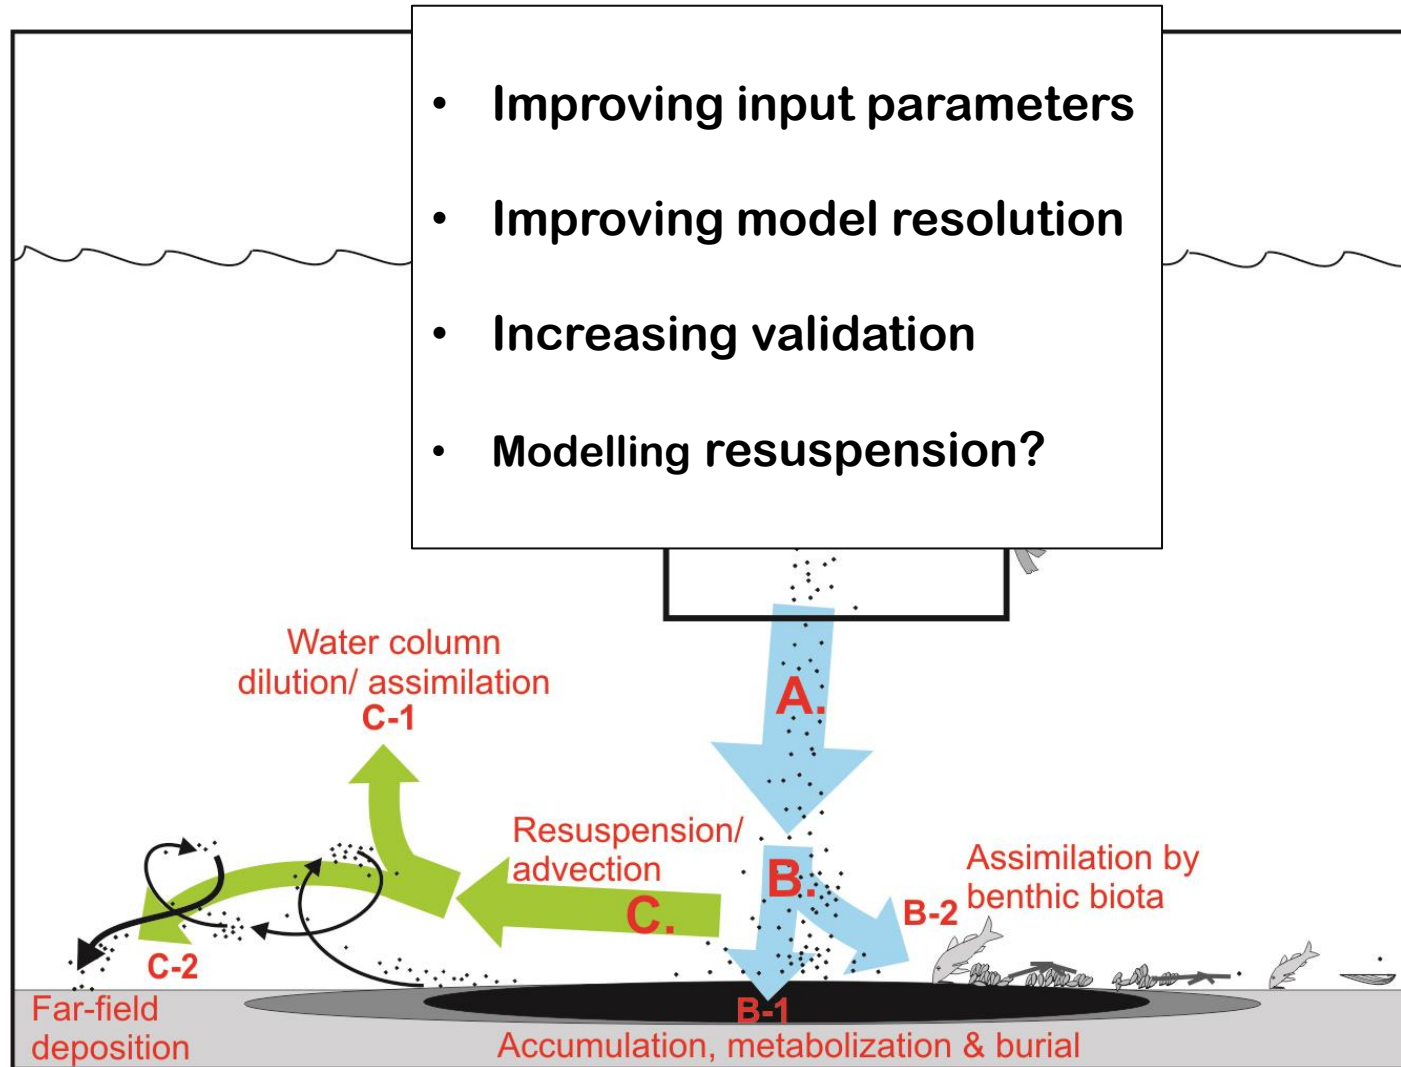 • Improving input parameters
• Improving model resolution
• Increasing validation
• Modelling resuspension?
Water column
dilution/ assimilation
C-1
A.
Resuspension/
advection
C.
B.
B-2
Assimilation by
benthic biota
C-2
B-1
Far-field
deposition
Accumulation, metabolization & burial